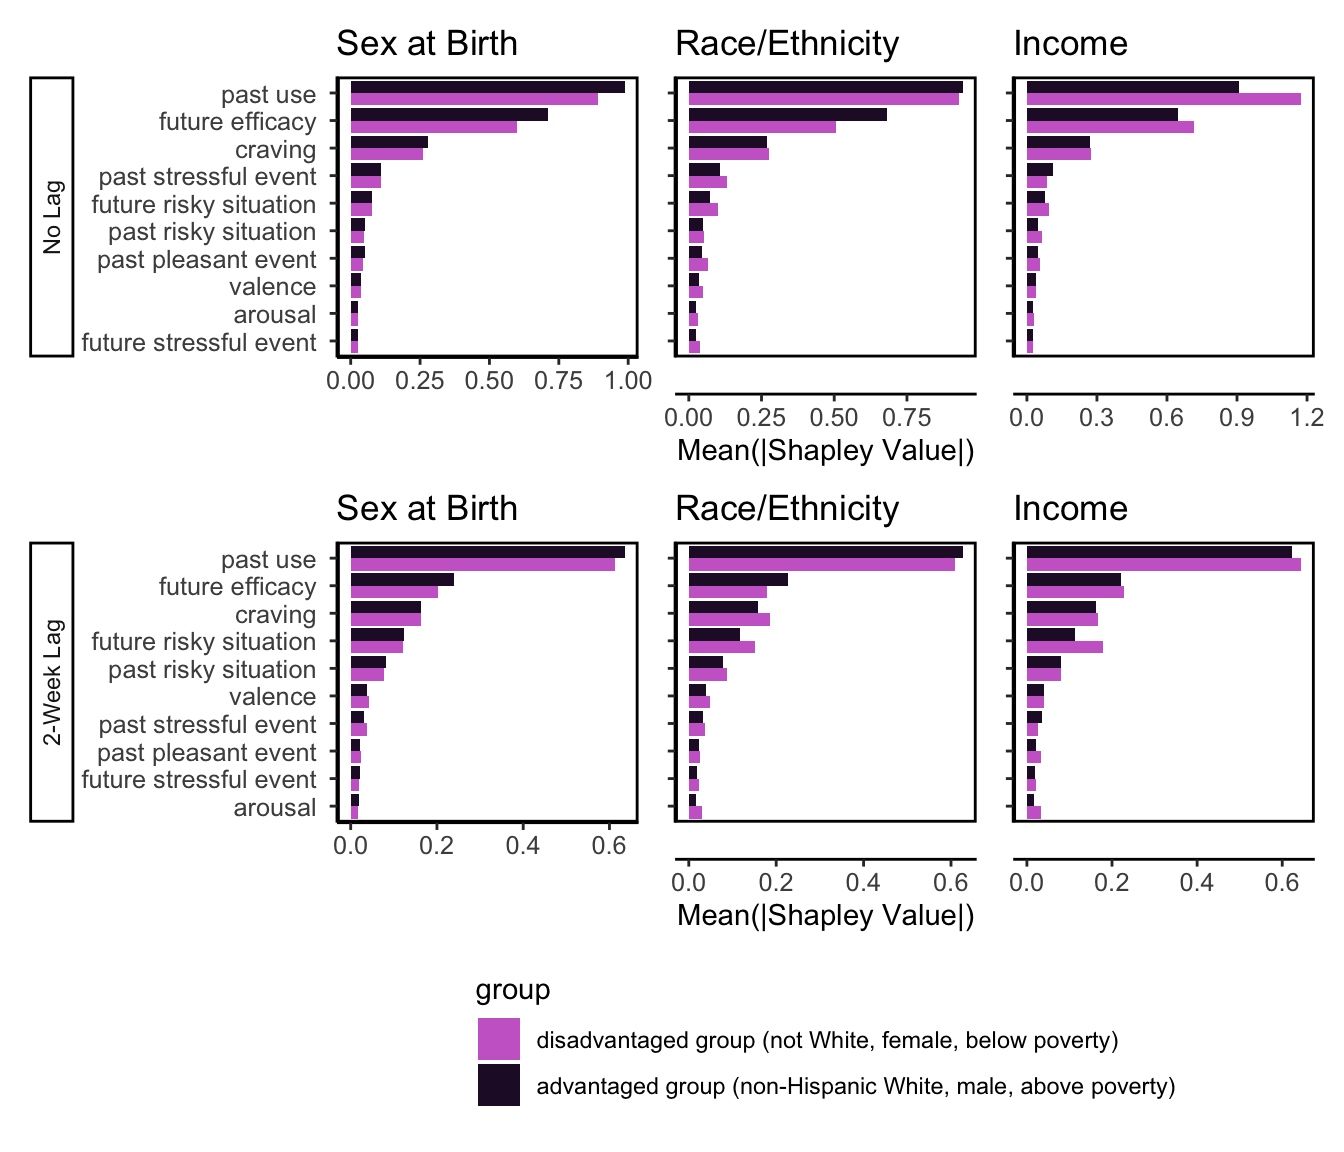 Sex at Birth
Race/Ethnicity
Income
No Lag
past use
future efficacy
craving
past stressful event
future risky situation
past risky situation
past pleasant event
valence
arousal
future stressful event
0.00 0.25 0.50 0.75 1.00
0.00 0.25 0.50 0.75
0.0 0.3 0.6 0.9 1.2
Mean(|Shapley Value|)
Sex at Birth
Race/Ethnicity
Income
2-Week Lag
past use
future efficacy
craving
future risky situation
past risky situation
valence
past stressful event
past pleasant event
future stressful event
arousal
0.0 0.2 0.4 0.6
0.0 0.2 0.4 0.6
0.0 0.2 0.4 0.6
Mean(|Shapley Value|)
group
disadvantaged group (not White, female, below poverty)
advantaged group (non-Hispanic White, male, above poverty)